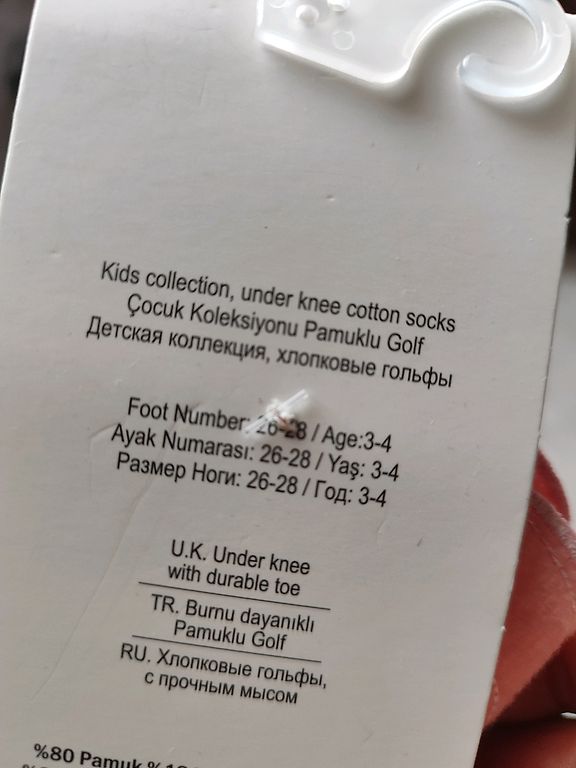 Kids collection, under knee cotton socks
Çocuk Koleksiyonu Pamuklu Golf
Детская коллекция, хлопковые гольфы
Foot Number: 26-28 / Age:3-4
Ayak Numarası: 26-28 / Yaş: 3-4
Размер Ноги: 26-28 / Год: 3-4
U.K. Under knee
with durable toe
TR. Burnu dayanıklı
Pamuklu Golf
RU. Хлопковые гольфы,
с прочным мысом
%80 Pamuk